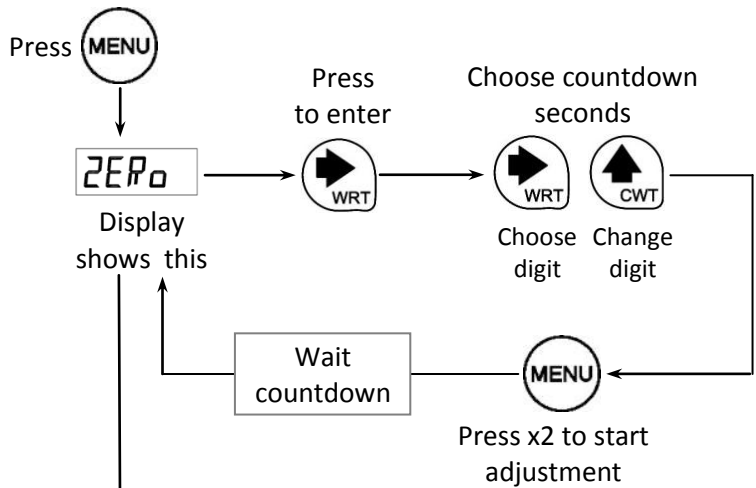 Press MENU
Press
to enter
Choose countdown
seconds
ZERo
WRT
WRT
CWT
Display
shows this
Choose
digit
Change
digit
Wait
countdown
MENU
Press x2 to start
adjustment